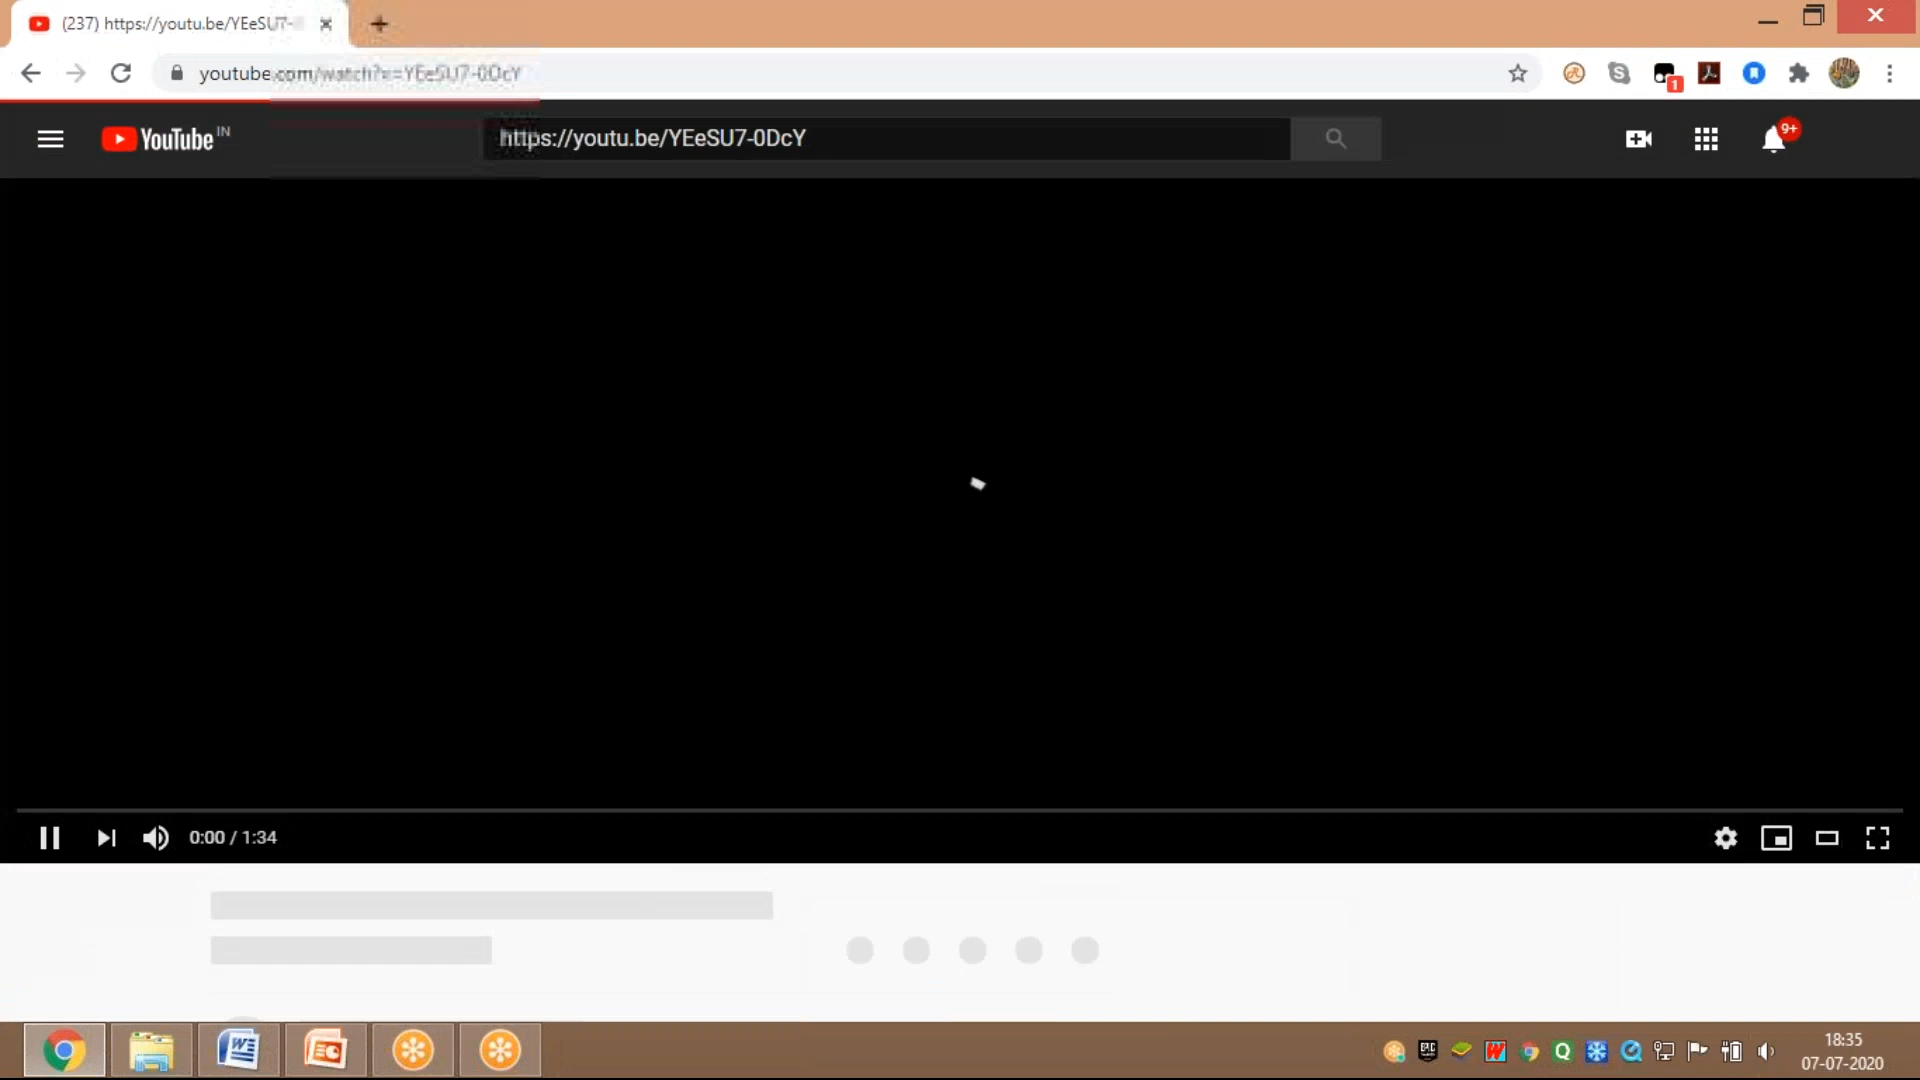 (237) https://youtu.be/YEeSU7-
youtube.com/watch?v=YEeSU7-0DcY
YouTube IN
https://youtu.be/YEeSU7-0DcY
9+
1
0:00 / 1:34
18:35
07-07-2020